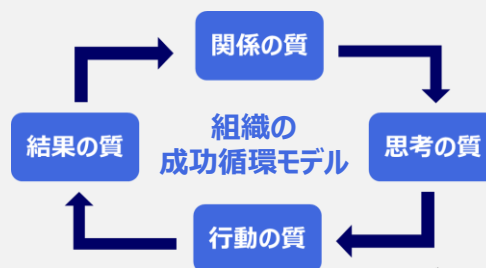 関係の質
組織の
成功循環モデル
結果の質
思考の質
行動の質